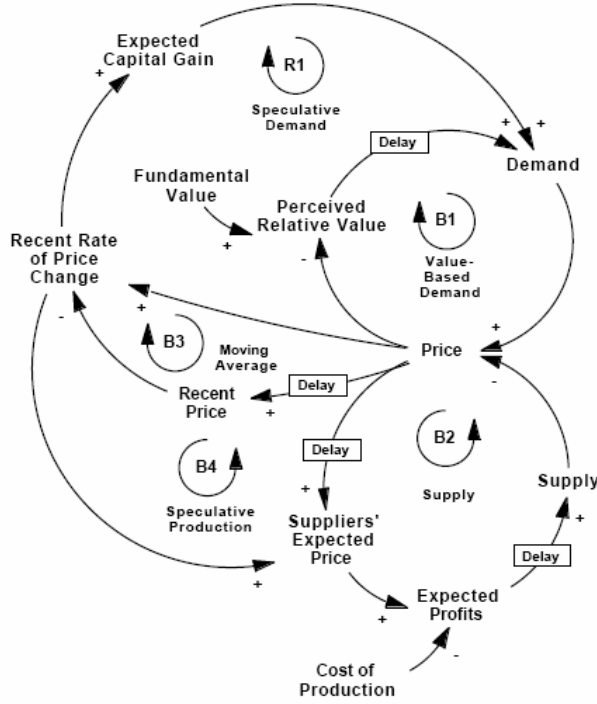 Expected
Capital Gain
+
R1
Speculative
Demand
Delay
+ +
Demand
Fundamental
Value
Perceived
Relative Value
+
-
B1
Value-
Based
Demand
Recent Rate
of Price
Change
-
+
B3
Moving
Average
Price
+
-
Recent
Price
Delay
+
B4
Speculative
Production
Delay
B2
Supply
Supply
+
+
Suppliers'
Expected
Price
+
Delay
Expected
Profits
+
-
Cost of
Production